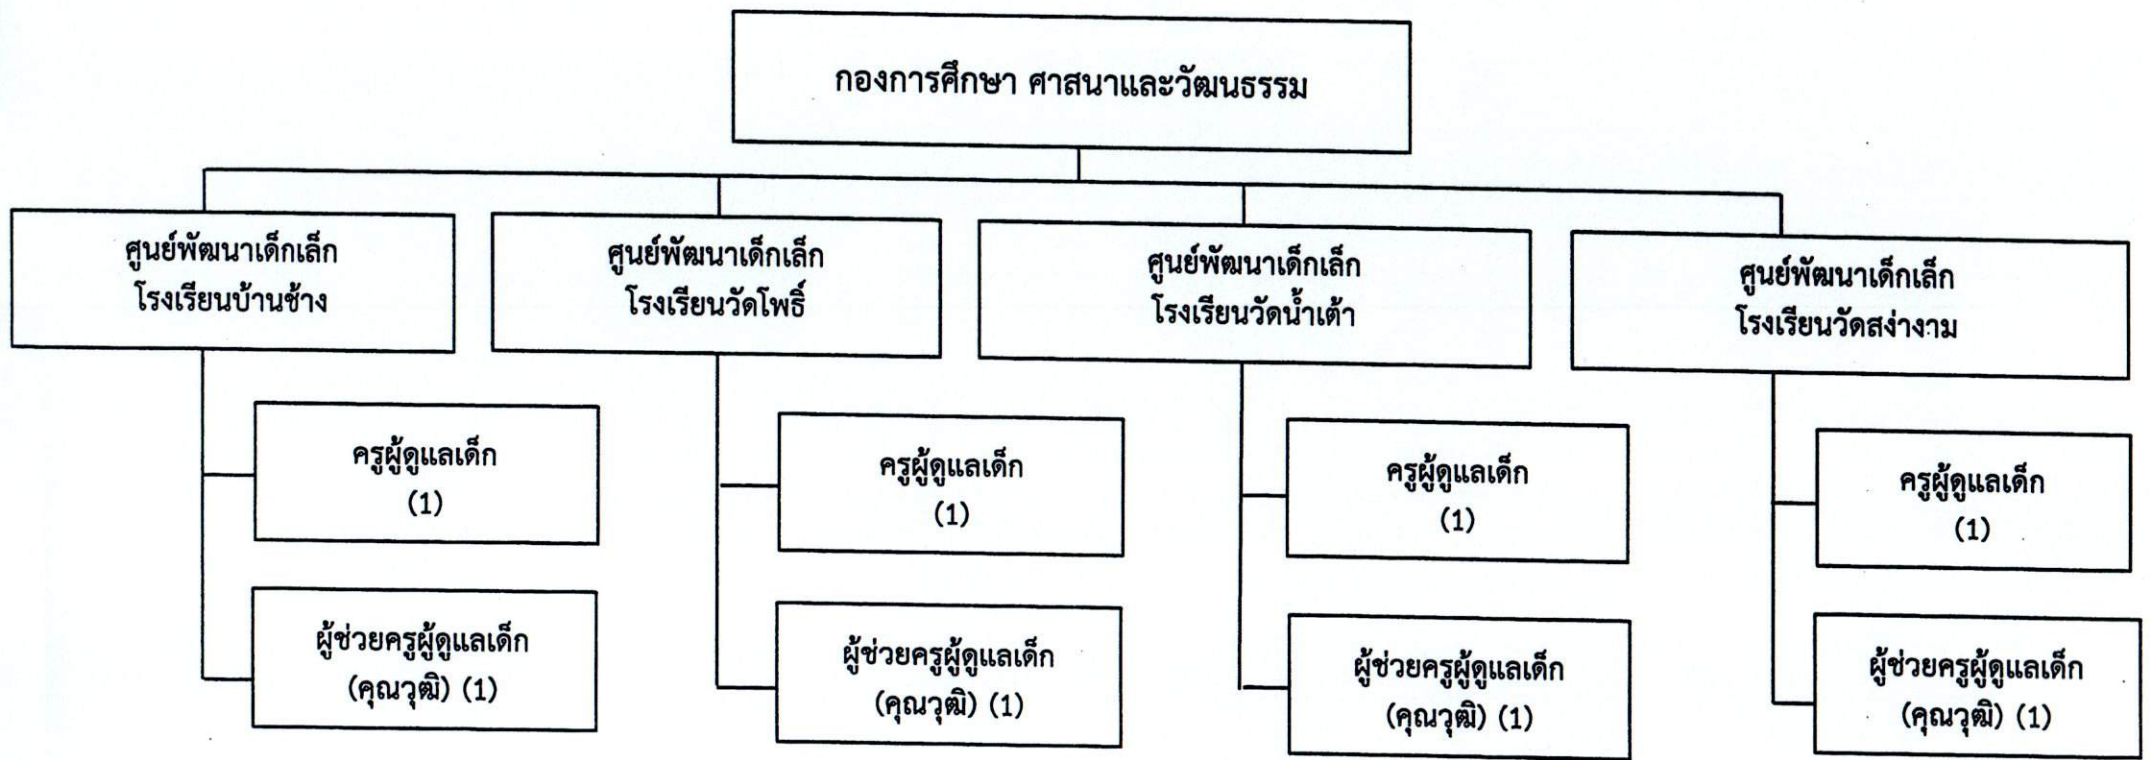 กองการศึกษา ศาสนาและวัฒนธรรม
ศูนย์พัฒนาเด็กเล็ก
โรงเรียนบ้านช้าง
ศูนย์พัฒนาเด็กเล็ก
โรงเรียนวัดโพธิ์
ศูนย์พัฒนาเด็กเล็ก
โรงเรียนวัดน้ำเต้า
ศูนย์พัฒนาเด็กเล็ก
โรงเรียนวัดสง่างาม
ครูผู้ดูแลเด็ก
(1)
ครูผู้ดูแลเด็ก
(1)
ครูผู้ดูแลเด็ก
(1)
ครูผู้ดูแลเด็ก
(1)
ผู้ช่วยครูผู้ดูแลเด็ก
(คุณวุฒิ) (1)
ผู้ช่วยครูผู้ดูแลเด็ก
(คุณวุฒิ) (1)
ผู้ช่วยครูผู้ดูแลเด็ก
(คุณวุฒิ) (1)
ผู้ช่วยครูผู้ดูแลเด็ก
(คุณวุฒิ) (1)